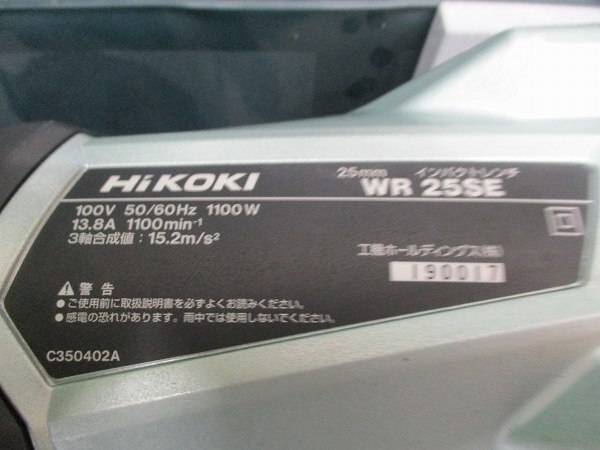 HiKOKI
25mm インパクトレンチ
WR 25SE
100V 50/60Hz 1100W
13.8A 1100min⁻¹
3軸合成値：15.2m/s²
工機ホールディングス(株)
190017
警告
●ご使用前に取扱説明書を必ずよくお読みください。
●感電の恐れがあります。雨中では使用しないでください。
C350402A